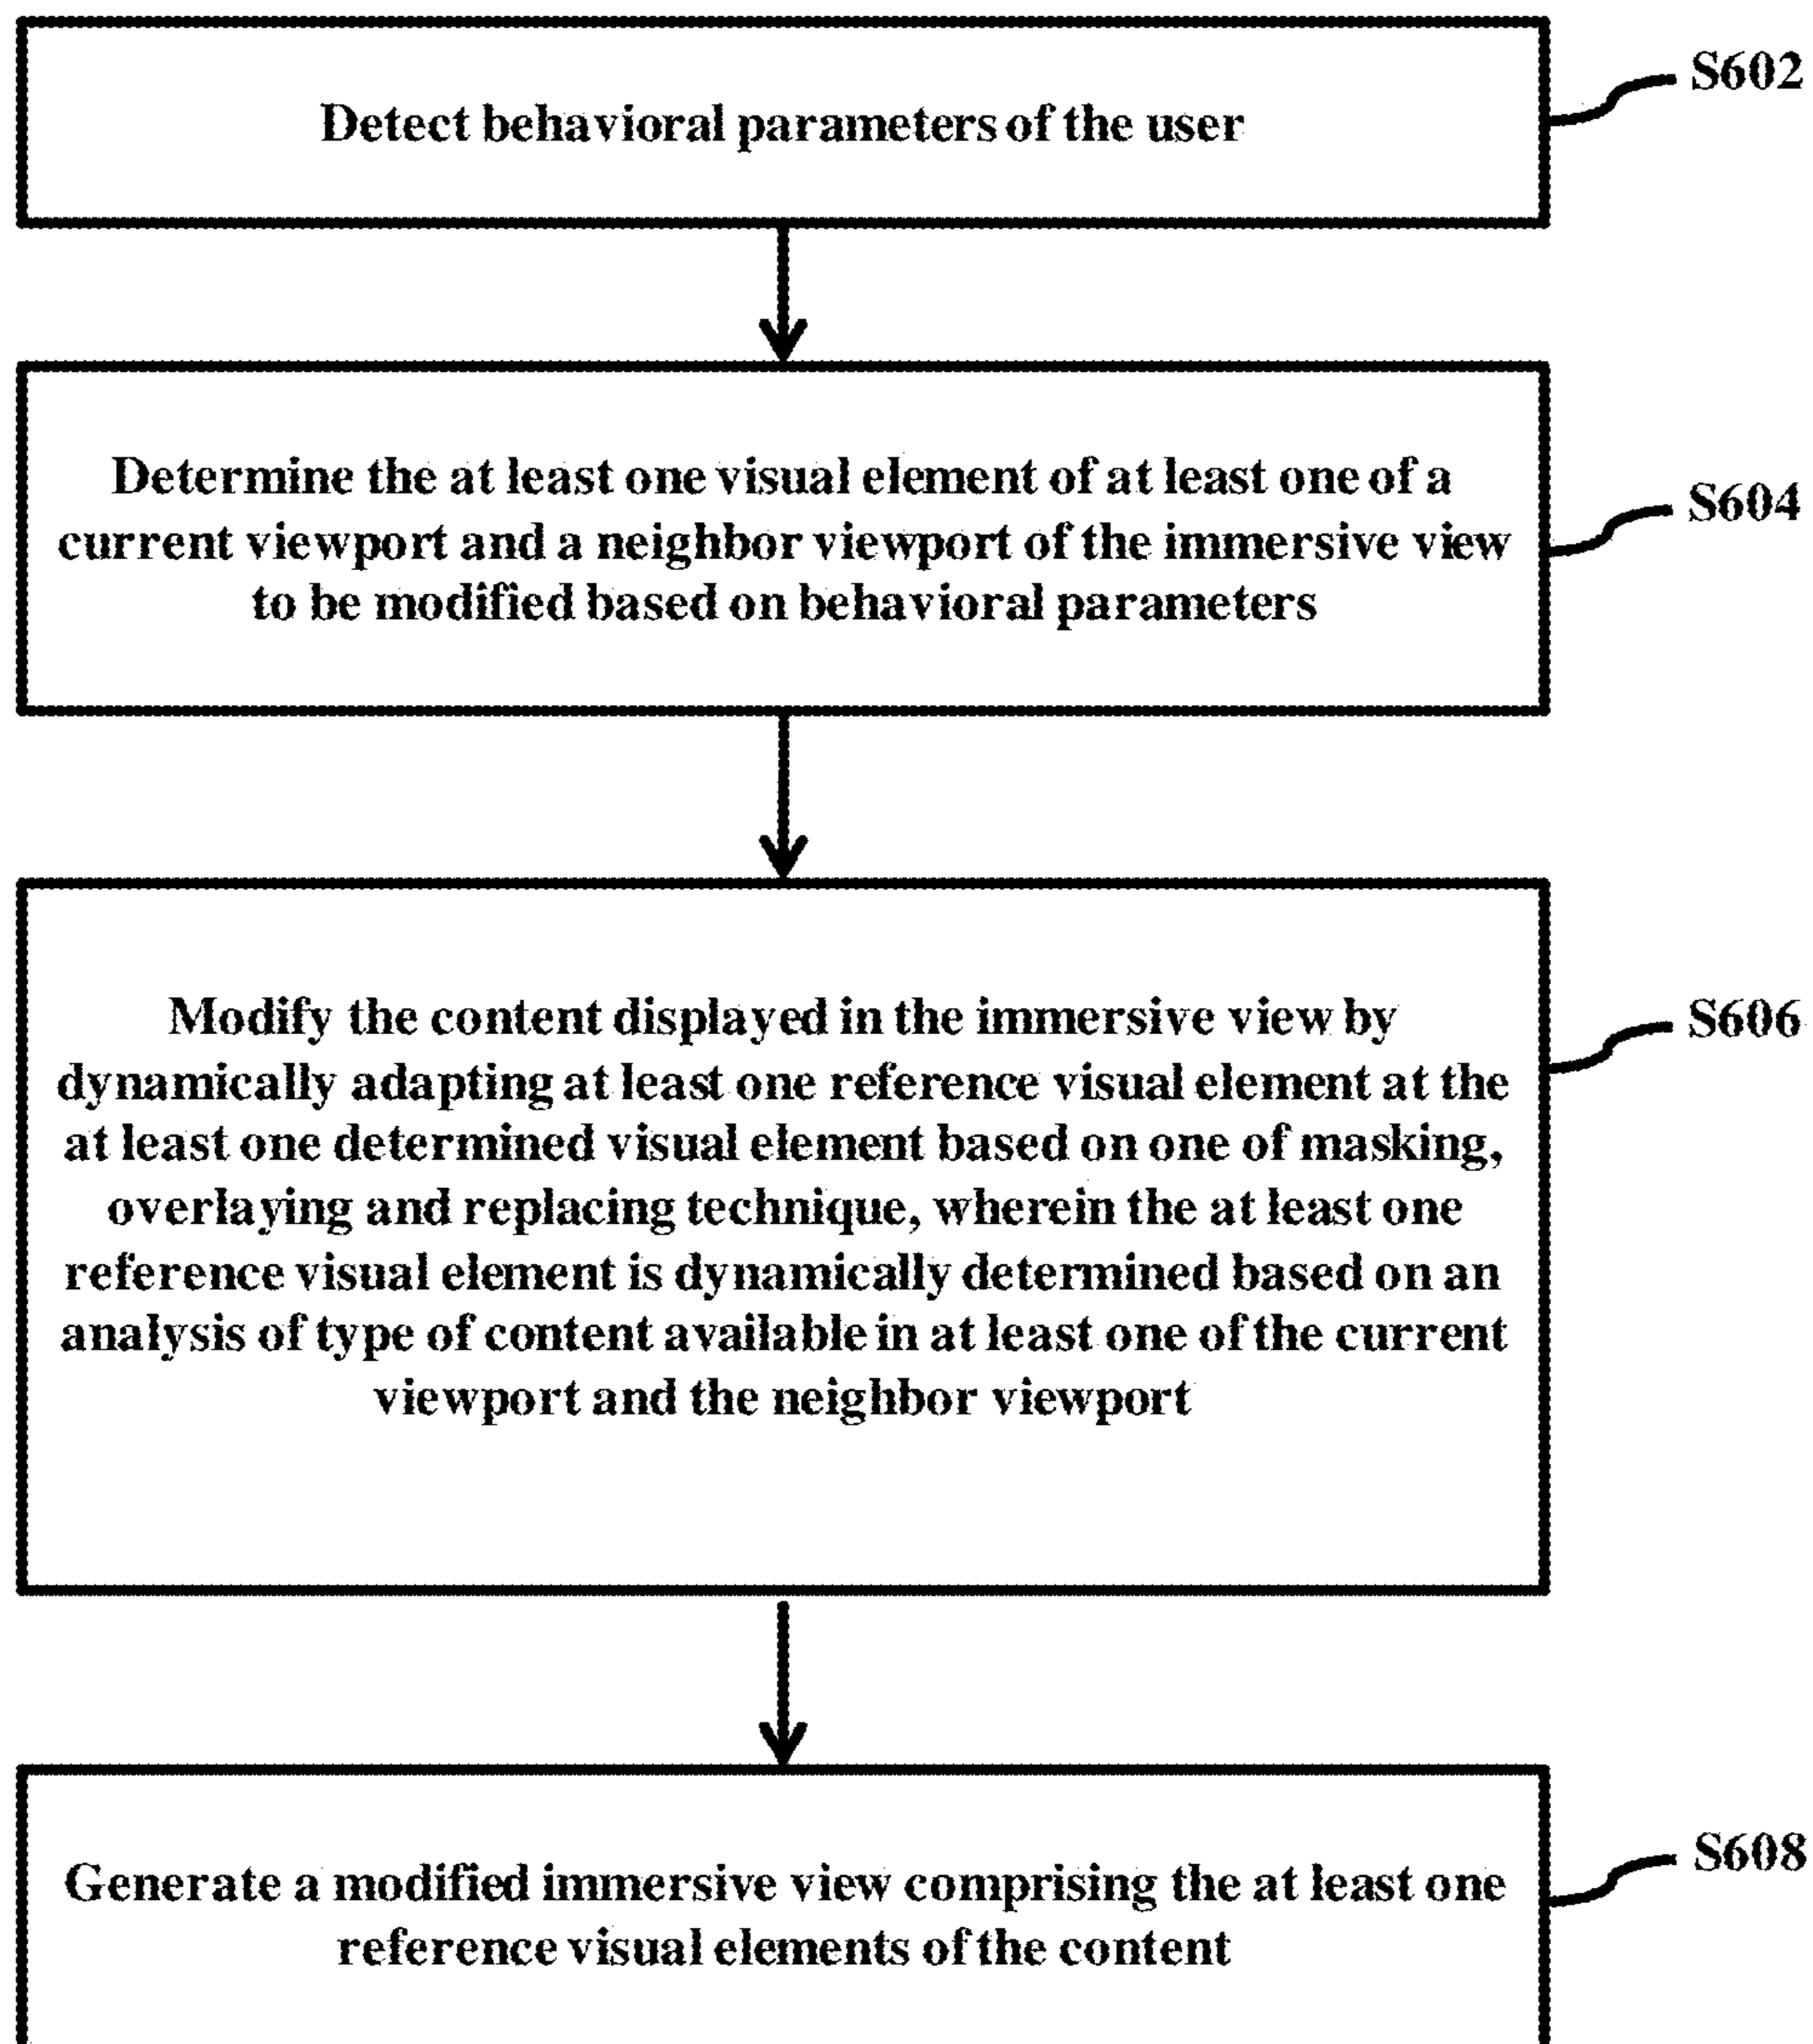 Detect behavioral parameters of the user
S602
Determine the at least one visual element of at least one of a
current viewport and a neighbor viewport of the immersive view
to be modified based on behavioral parameters
S604
Modify the content displayed in the immersive view by
dynamically adapting at least one reference visual element at the
at least one determined visual element based on one of masking,
overlaying and replacing technique, wherein the at least one
reference visual element is dynamically determined based on an
analysis of type of content available in at least one of the current
viewport and the neighbor viewport
S606
Generate a modified immersive view comprising the at least one
reference visual elements of the content
S608